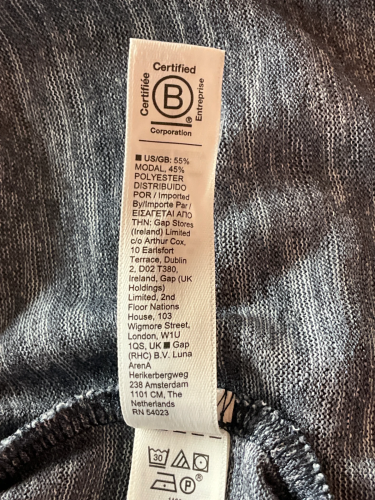 Certified
Certifiée
B
®
Entreprise
Corporation
■ US/GB: 55%
MODAL, 45%
POLYESTER
DISTRIBUIDO
POR / Imported
By/Importe Par /
ΕΙΣΑΓΕΤΑΙ ΑΠΟ
ΤΗΝ: Gap Stores
(Ireland) Limited
c/o Arthur Cox,
10 Earlsfort
Terrace, Dublin
2, D02 T380,
Ireland, Gap (UK
Holdings)
Limited, 2nd
Floor Nations
House, 103
Wigmore Street,
London, W1U
1QS, UK ■ Gap
(RHC) B.V. Luna
ArenA
Herikerbergweg
238 Amsterdam
1101 CM, The
Netherlands
RN 54023
30
P